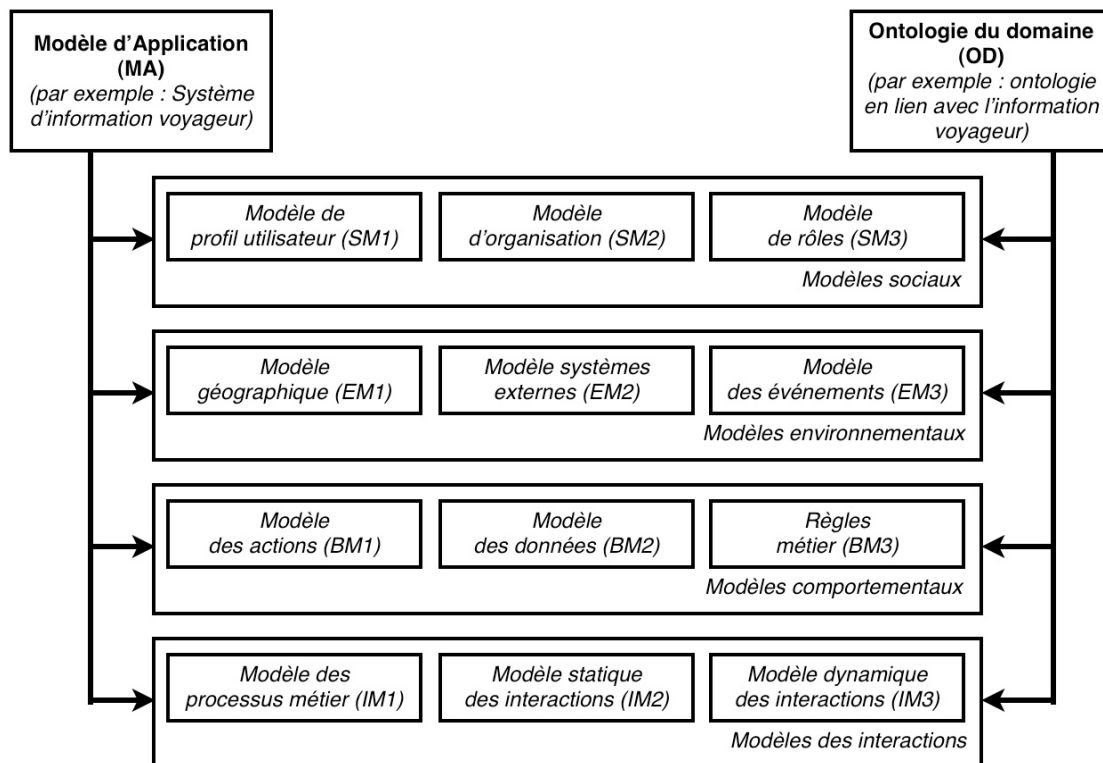 Modèle d'Application
(MA)
(par exemple : Système
d'information voyageur)
Ontologie du domaine
(OD)
(par exemple : ontologie
en lien avec l'information
voyageur)
Modèle de
profil utilisateur (SM1)
Modèle
d'organisation (SM2)
Modèle
de rôles (SM3)
Modèles sociaux
Modèle
géographique (EM1)
Modèle systèmes
externes (EM2)
Modèle
des événements (EM3)
Modèles environnementaux
Modèle
des actions (BM1)
Modèle
des données (BM2)
Règles
métier (BM3)
Modèles comportementaux
Modèle des
processus métier (IM1)
Modèle statique
des interactions (IM2)
Modèle dynamique
des interactions (IM3)
Modèles des interactions